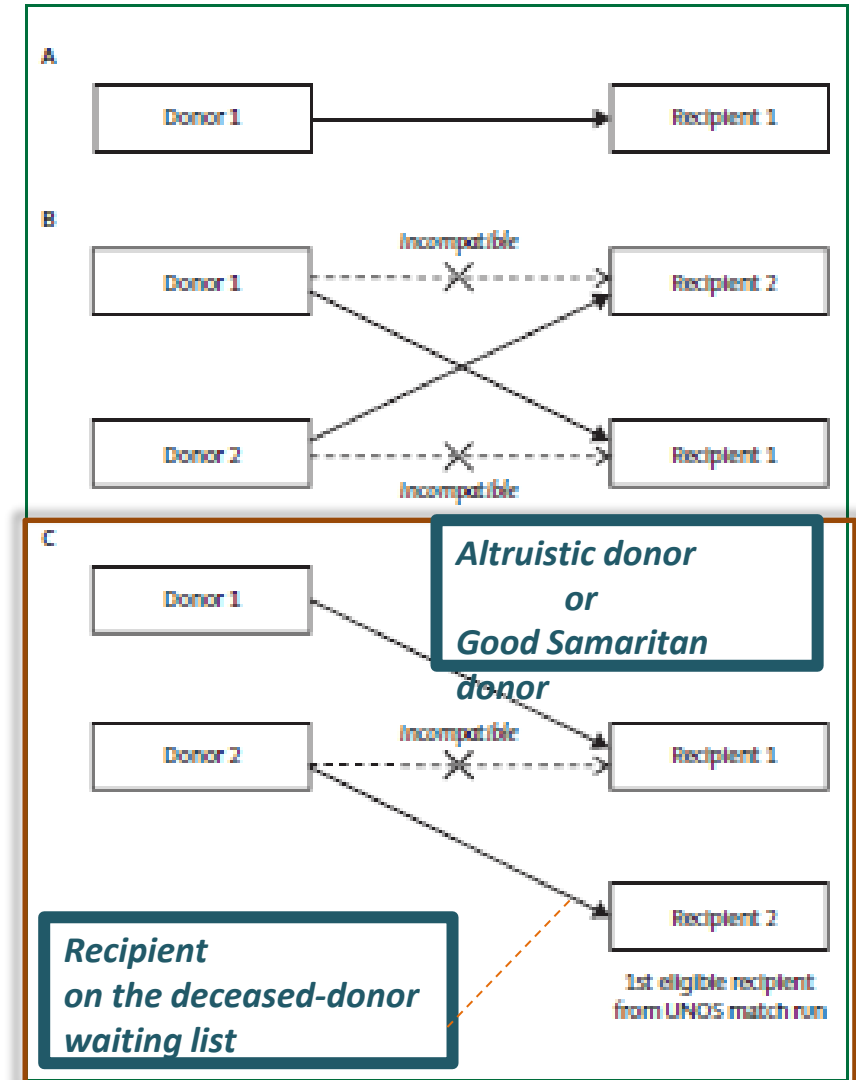 A
Donor 1
Recipient 1
B
Incompatible
Donor 1
Recipient 2
Donor 2
Recipient 1
Incompatible
C
Altruistic donor
or
Good Samaritan
donor
Donor 1
Incompatible
Donor 2
Recipient 1
Recipient 2
1st eligible recipient
from UNOS match run
Recipient
on the deceased-donor
waiting list